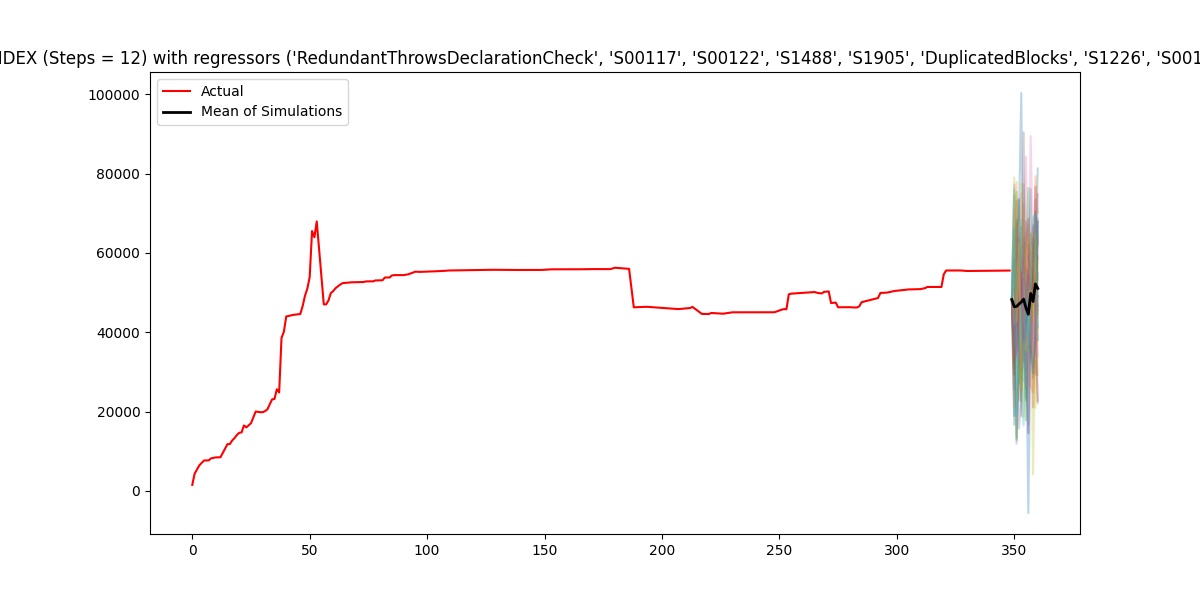 NDEX (Steps = 12) with regressors ('RedundantThrowsDeclarationCheck', 'S00117', 'S00122', 'S1488', 'S1905', 'DuplicatedBlocks', 'S1226', 'S001
Actual
Mean of Simulations
100000
80000
60000
40000
20000
0
0 50 100 150 200 250 300 350